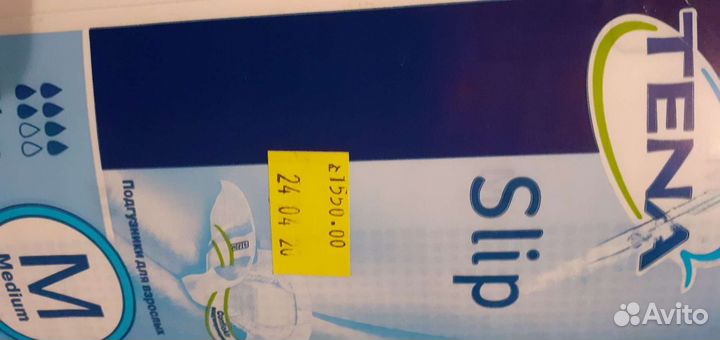 TENA
Slip
≈1550.00
24 04 20
Подгузники для взрослых
M
Medium
Avito